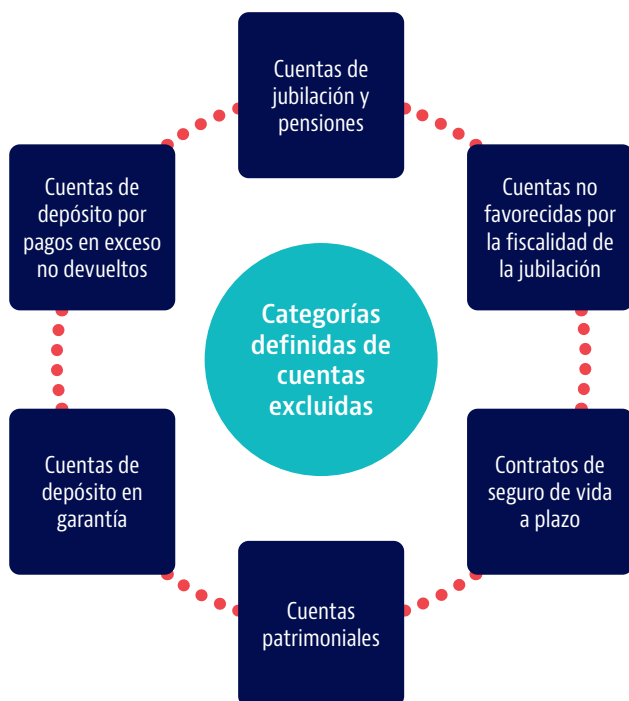 Cuentas de
jubilación y
pensiones
Cuentas de
depósito por
pagos en exceso
no devueltos
Cuentas no
favorecidas por
la fiscalidad de
la jubilación
Categorías
definidas de
cuentas
excluidas
Cuentas de
depósito en
garantía
Contratos de
seguro de vida
a plazo
Cuentas
patrimoniales